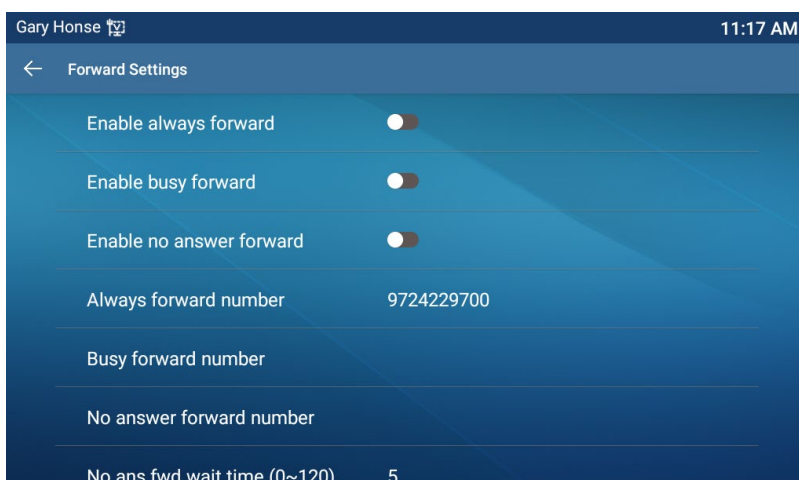 Gary Honse
11:17 AM
Forward Settings
Enable always forward
Enable busy forward
Enable no answer forward
Always forward number 9724229700
Busy forward number
No answer forward number
No ans fwd wait time (0~120) 5